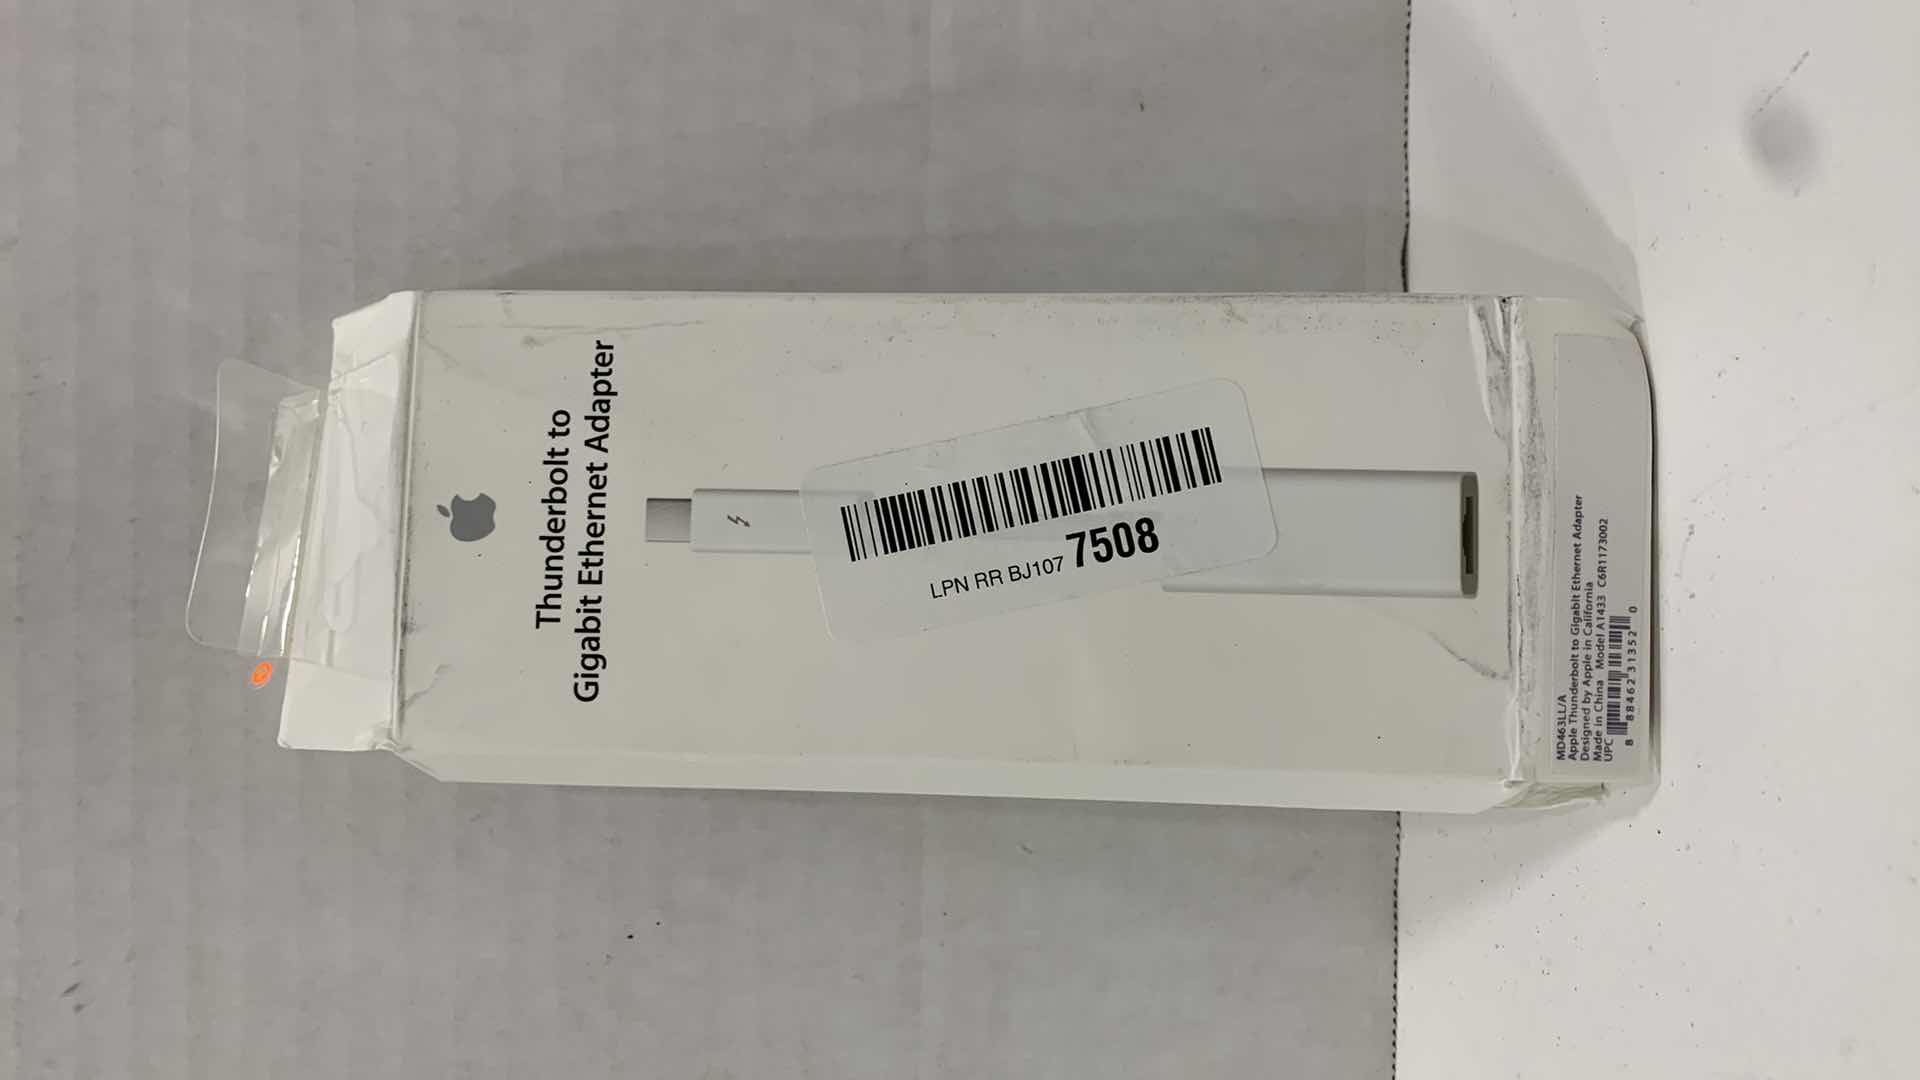 Thunderbolt to
Gigabit Ethernet Adapter
LPN RR BJ107 7508
MD463LL/A
Apple Thunderbolt to Gigabit Ethernet Adapter
Designed by Apple in California
Made in China Model A1433 C6R1173002
UPC
8 88462 31352 0